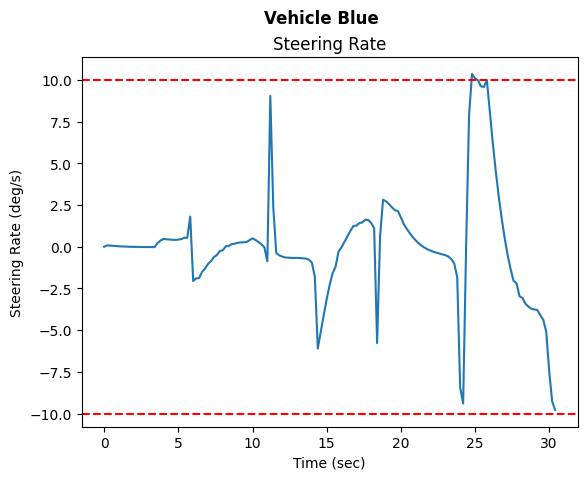 Vehicle Blue
Steering Rate
10.0
7.5
5.0
2.5
0.0
−2.5
−5.0
−7.5
−10.0
Steering Rate (deg/s)
0 5 10 15 20 25 30
Time (sec)